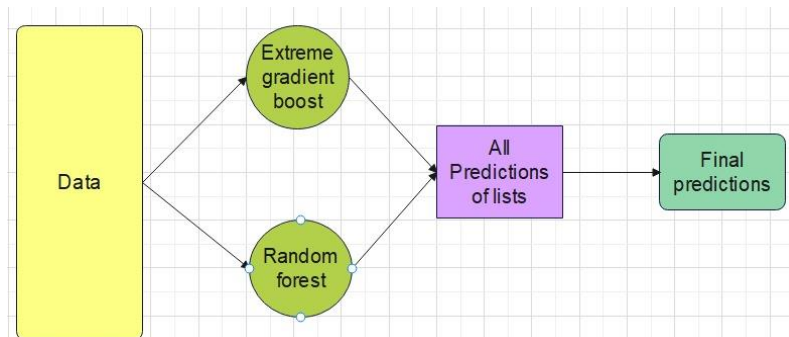 Data
Extreme
gradient
boost
Random
forest
All
Predictions
of lists
Final
predictions